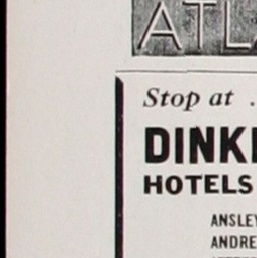 ATL
Stop at .
DINK
HOTELS
ANSLEY
ANDRE